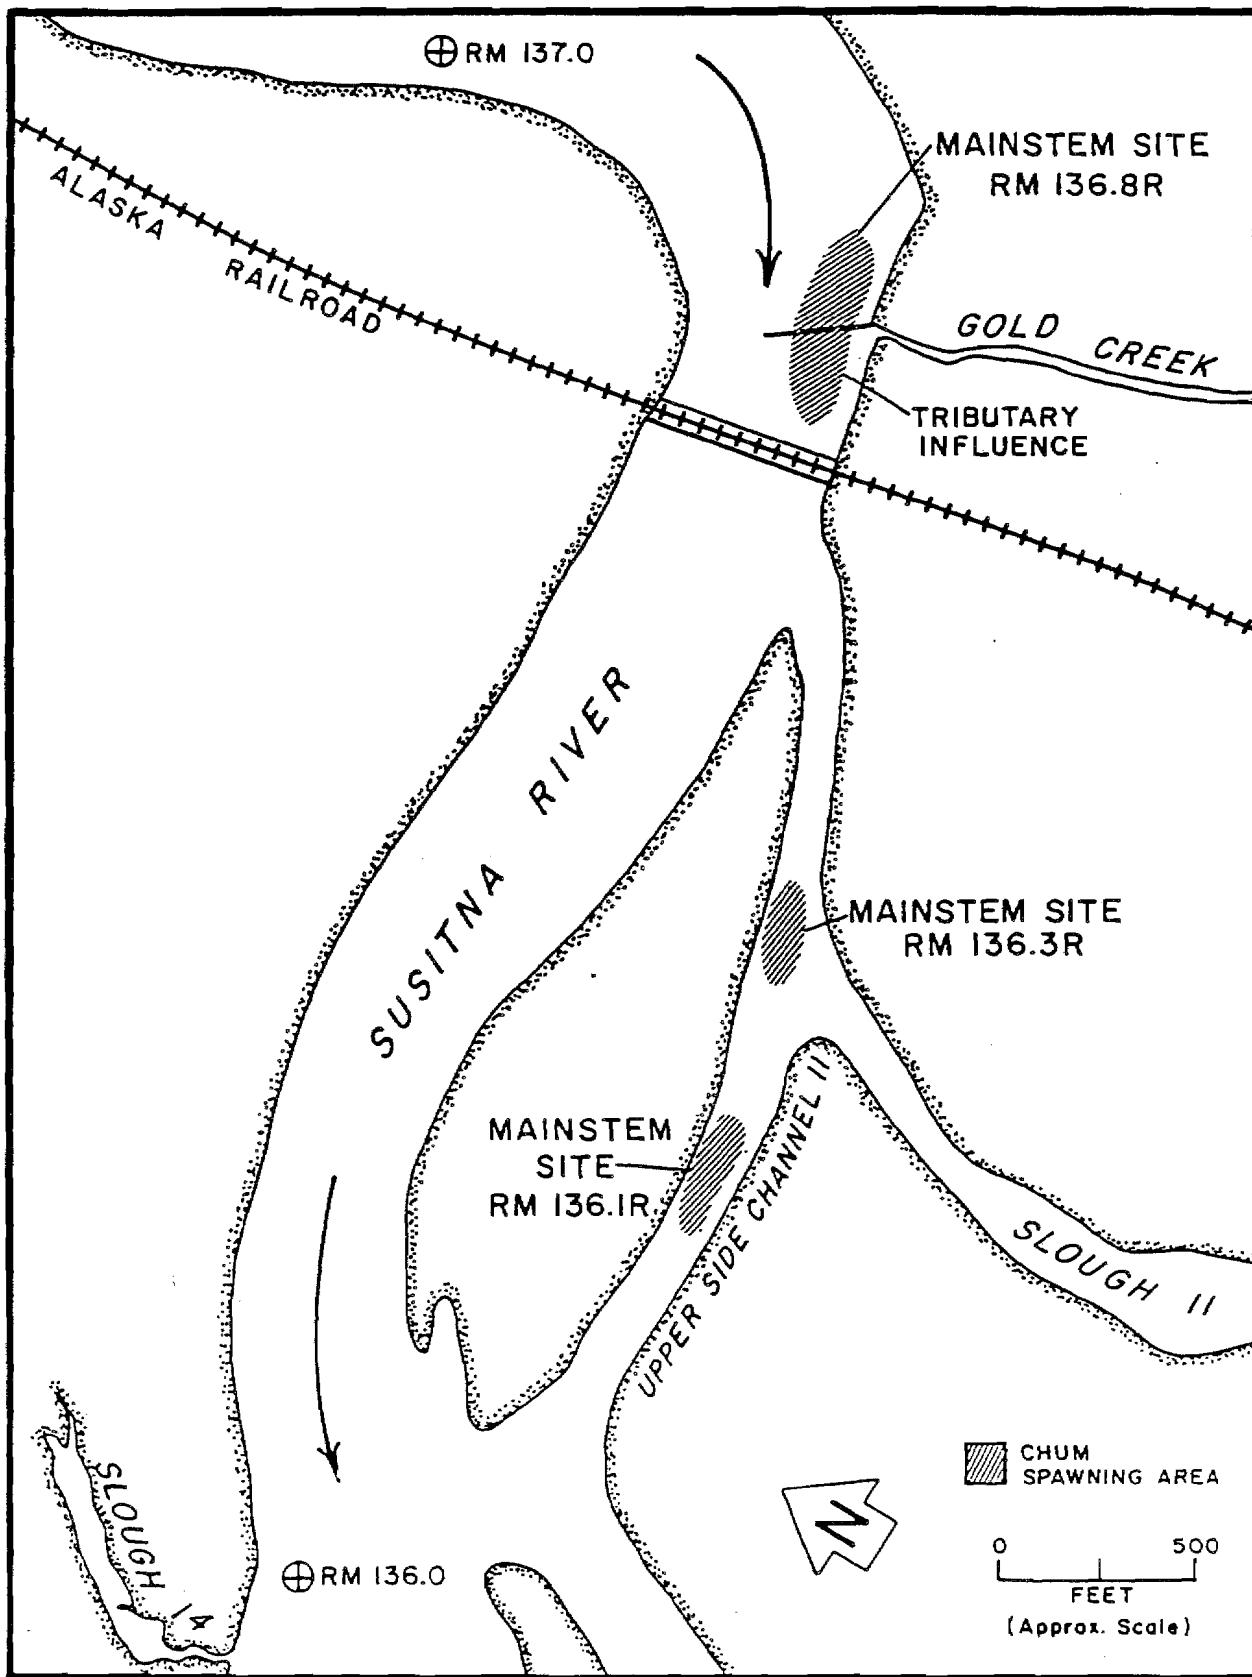 RM 137.0
MAINSTEM SITE
RM 136.8R
ALASKA
RAILROAD
GOLD CREEK
TRIBUTARY
INFLUENCE
SUSITNA RIVER
MAINSTEM SITE
RM 136.3R
MAINSTEM
SITE
RM 136.1R
UPPER SIDE CHANNEL 11
SLOUGH 11
SLOUGH 14
CHUM
SPAWNING AREA
N
0 500
FEET
(Approx. Scale)
RM 136.0